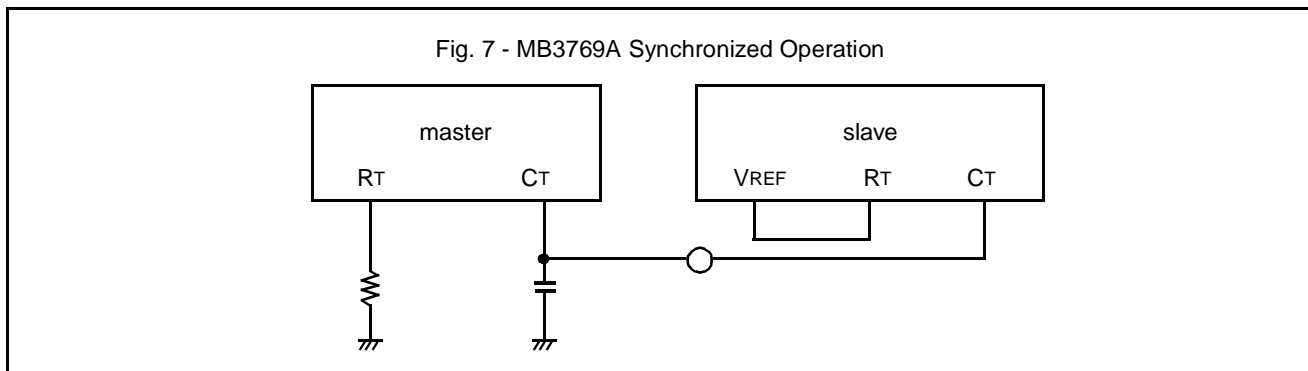 Fig. 7 - MB3769A Synchronized Operation
master
slave
RT
CT
VREF
RT
CT